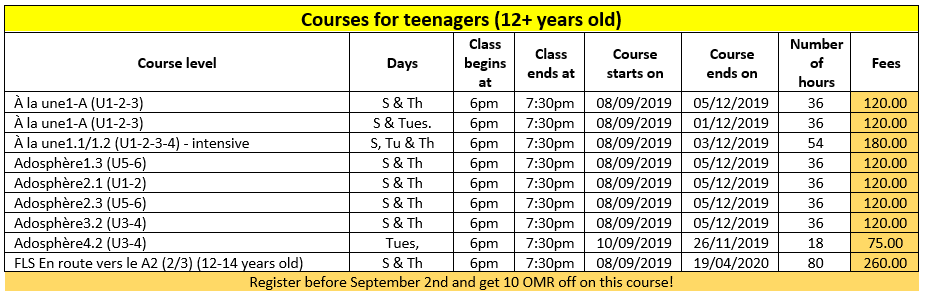 Courses for teenagers (12+ years old)
Course level Days Class begins at Class ends at Course starts on Course ends on Number of hours Fees
À la une1-A (U1-2-3) S & Th 6pm 7:30pm 08/09/2019 05/12/2019 36 120.00
À la une1-A (U1-2-3) S & Tues. 6pm 7:30pm 08/09/2019 01/12/2019 36 120.00
À la une1.1/1.2 (U1-2-3-4) - intensive S, Tu & Th 6pm 7:30pm 08/09/2019 03/12/2019 54 180.00
Adosphère1.3 (U5-6) S & Th 6pm 7:30pm 08/09/2019 05/12/2019 36 120.00
Adosphère2.1 (U1-2) S & Th 6pm 7:30pm 08/09/2019 05/12/2019 36 120.00
Adosphère2.3 (U5-6) S & Th 6pm 7:30pm 08/09/2019 05/12/2019 36 120.00
Adosphère3.2 (U3-4) S & Th 6pm 7:30pm 08/09/2019 05/12/2019 36 120.00
Adosphère4.2 (U3-4) Tues, 6pm 7:30pm 10/09/2019 26/11/2019 18 75.00
FLS En route vers le A2 (2/3) (12-14 years old) S & Th 6pm 7:30pm 08/09/2019 19/04/2020 80 260.00
Register before September 2nd and get 10 OMR off on this course!